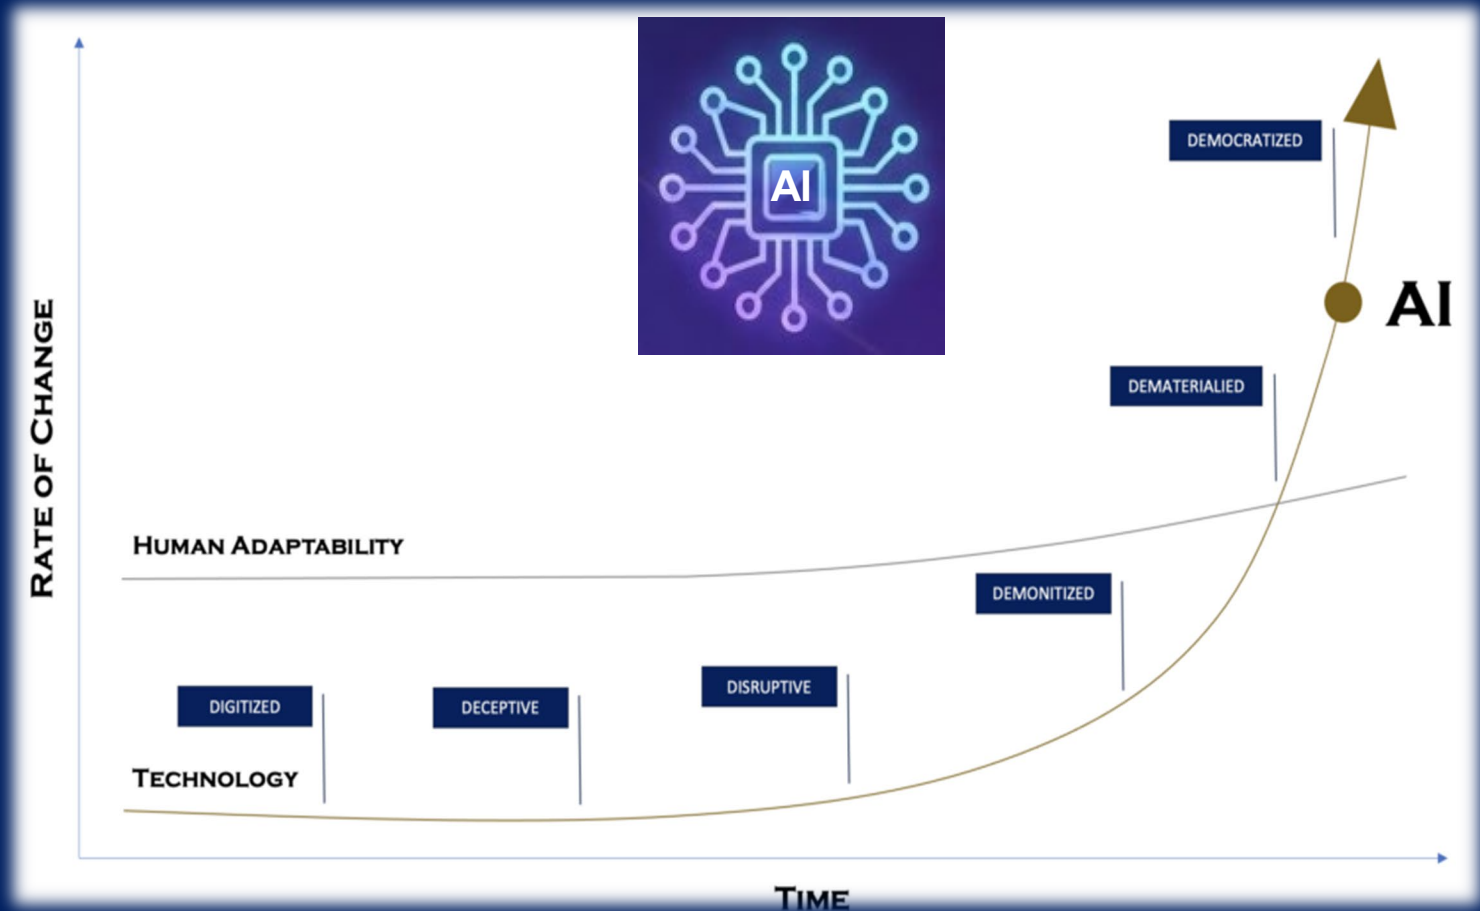 AI
DEMOCRATIZED
AI
DEMATERIALIED
RATE OF CHANGE
HUMAN ADAPTABILITY
DEMONITIZED
DISRUPTIVE
DIGITIZED
DECEPTIVE
TECHNOLOGY
TIME